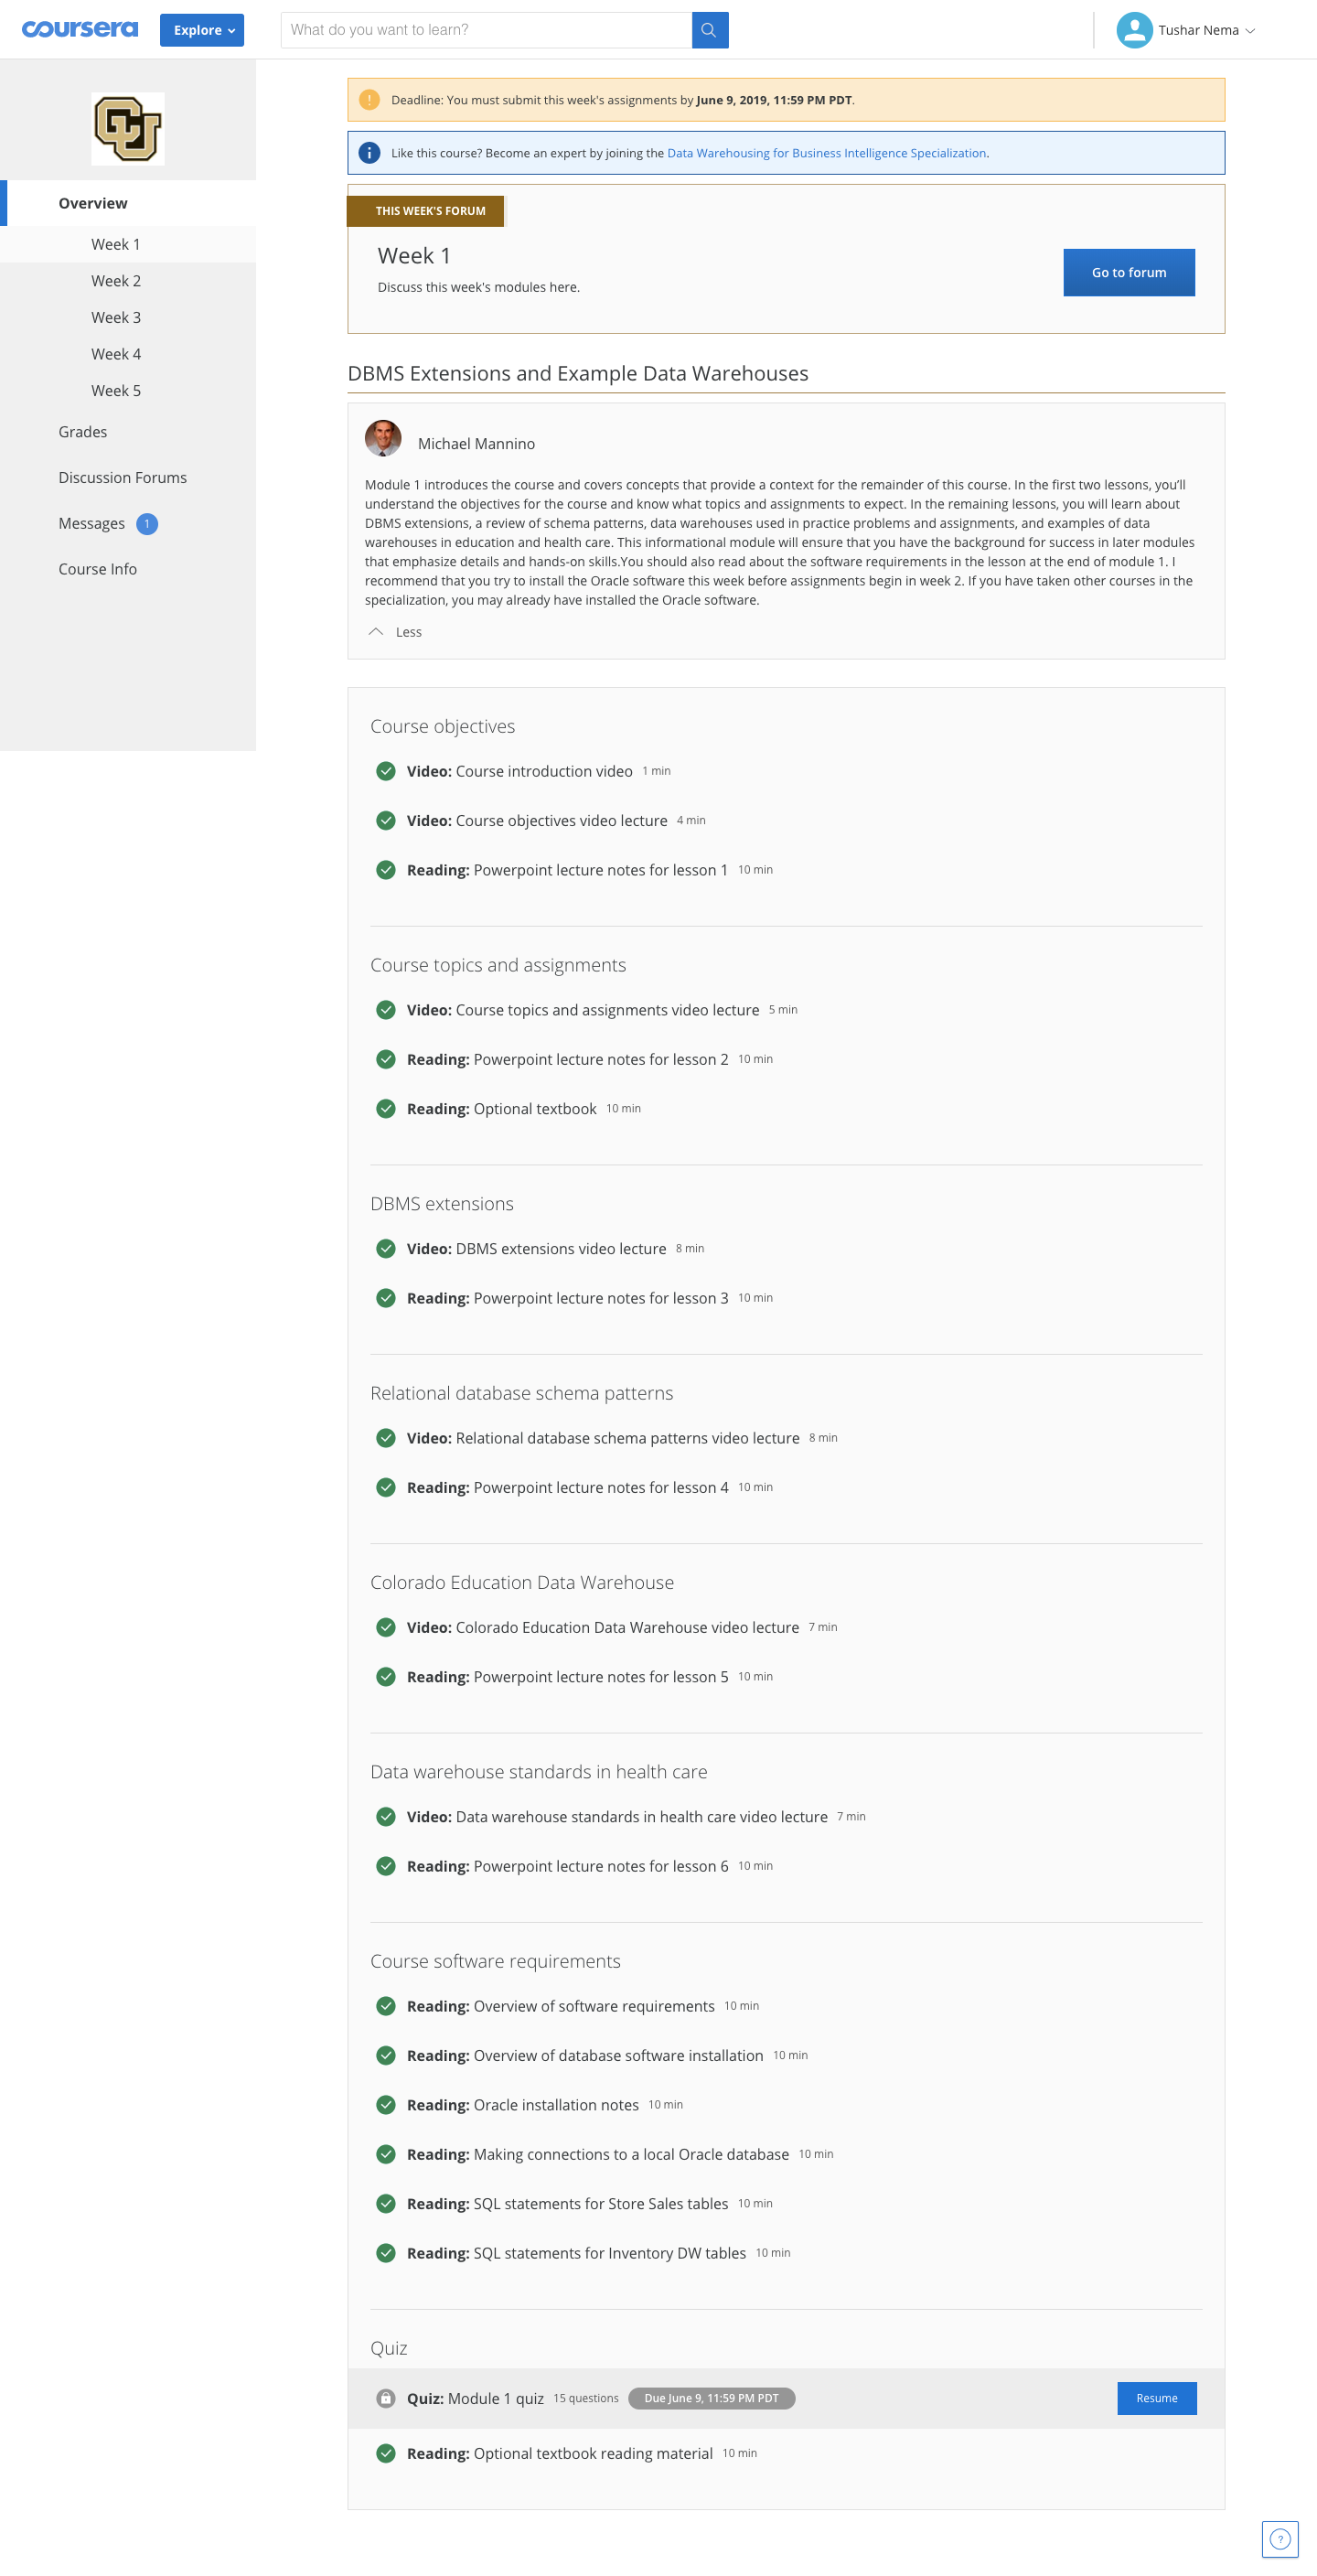 coursera
Explore
What do you want to learn?
Tushar Nema
CU
Overview
Week 1
Week 2
Week 3
Week 4
Week 5
Grades
Discussion Forums
Messages 1
Course Info
Deadline: You must submit this week's assignments by June 9, 2019, 11:59 PM PDT.
Like this course? Become an expert by joining the Data Warehousing for Business Intelligence Specialization.
THIS WEEK'S FORUM
Week 1
Discuss this week's modules here.
Go to forum
DBMS Extensions and Example Data Warehouses
Michael Mannino
Module 1 introduces the course and covers concepts that provide a context for the remainder of this course. In the first two lessons, you’ll
understand the objectives for the course and know what topics and assignments to expect. In the remaining lessons, you will learn about
DBMS extensions, a review of schema patterns, data warehouses used in practice problems and assignments, and examples of data
warehouses in education and health care. This informational module will ensure that you have the background for success in later modules
that emphasize details and hands-on skills.You should also read about the software requirements in the lesson at the end of module 1. I
recommend that you try to install the Oracle software this week before assignments begin in week 2. If you have taken other courses in the
specialization, you may already have installed the Oracle software.
Less
Course objectives
Video: Course introduction video 1 min
Video: Course objectives video lecture 4 min
Reading: Powerpoint lecture notes for lesson 1 10 min
Course topics and assignments
Video: Course topics and assignments video lecture 5 min
Reading: Powerpoint lecture notes for lesson 2 10 min
Reading: Optional textbook 10 min
DBMS extensions
Video: DBMS extensions video lecture 8 min
Reading: Powerpoint lecture notes for lesson 3 10 min
Relational database schema patterns
Video: Relational database schema patterns video lecture 8 min
Reading: Powerpoint lecture notes for lesson 4 10 min
Colorado Education Data Warehouse
Video: Colorado Education Data Warehouse video lecture 7 min
Reading: Powerpoint lecture notes for lesson 5 10 min
Data warehouse standards in health care
Video: Data warehouse standards in health care video lecture 7 min
Reading: Powerpoint lecture notes for lesson 6 10 min
Course software requirements
Reading: Overview of software requirements 10 min
Reading: Overview of database software installation 10 min
Reading: Oracle installation notes 10 min
Reading: Making connections to a local Oracle database 10 min
Reading: SQL statements for Store Sales tables 10 min
Reading: SQL statements for Inventory DW tables 10 min
Quiz
Quiz: Module 1 quiz 15 questions Due June 9, 11:59 PM PDT
Resume
Reading: Optional textbook reading material 10 min
?